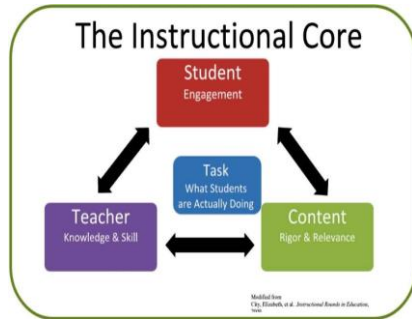 The Instructional Core
Student
Engagement
Task
What Students
are Actually Doing
Teacher
Knowledge & Skill
Content
Rigor & Relevance
Modified from
City, Elizabeth, et al. Instructional Rounds in Education,